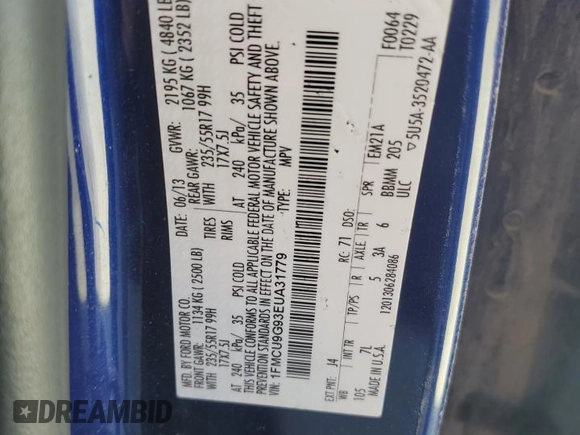 MFD. BY FORD MOTOR CO.
DATE: 06/13
GVWR: 2195 KG ( 4840 LB
FRONT GAWR: 1134 KG ( 2500 LB)
REAR GAWR: 1067 KG ( 2352 LB)
WITH 235/55R17 99H TIRES WITH 235/55R17 99H
17X7.5J RIMS 17X7.5J
AT 240 kPa/ 35 PSI COLD AT 240 kPa/ 35 PSI COLD
THIS VEHICLE CONFORMS TO ALL APPLICABLE FEDERAL MOTOR VEHICLE SAFETY AND THEFT
PREVENTION STANDARDS IN EFFECT ON THE DATE OF MANUFACTURE SHOWN ABOVE.
VIN: 1FMCU9G93EUA31779
TYPE: MPV
F0064
T0229
EXT PNT: J4 RC: 71 DSO:
WB INT TR TP/PS R AXLE TR SPR EM21A
105 7L 5 3A 6 BBMM 205
MADE IN U.S.A. 1201306284086 ULC
5U5A-3520472-AA
DREAMBID